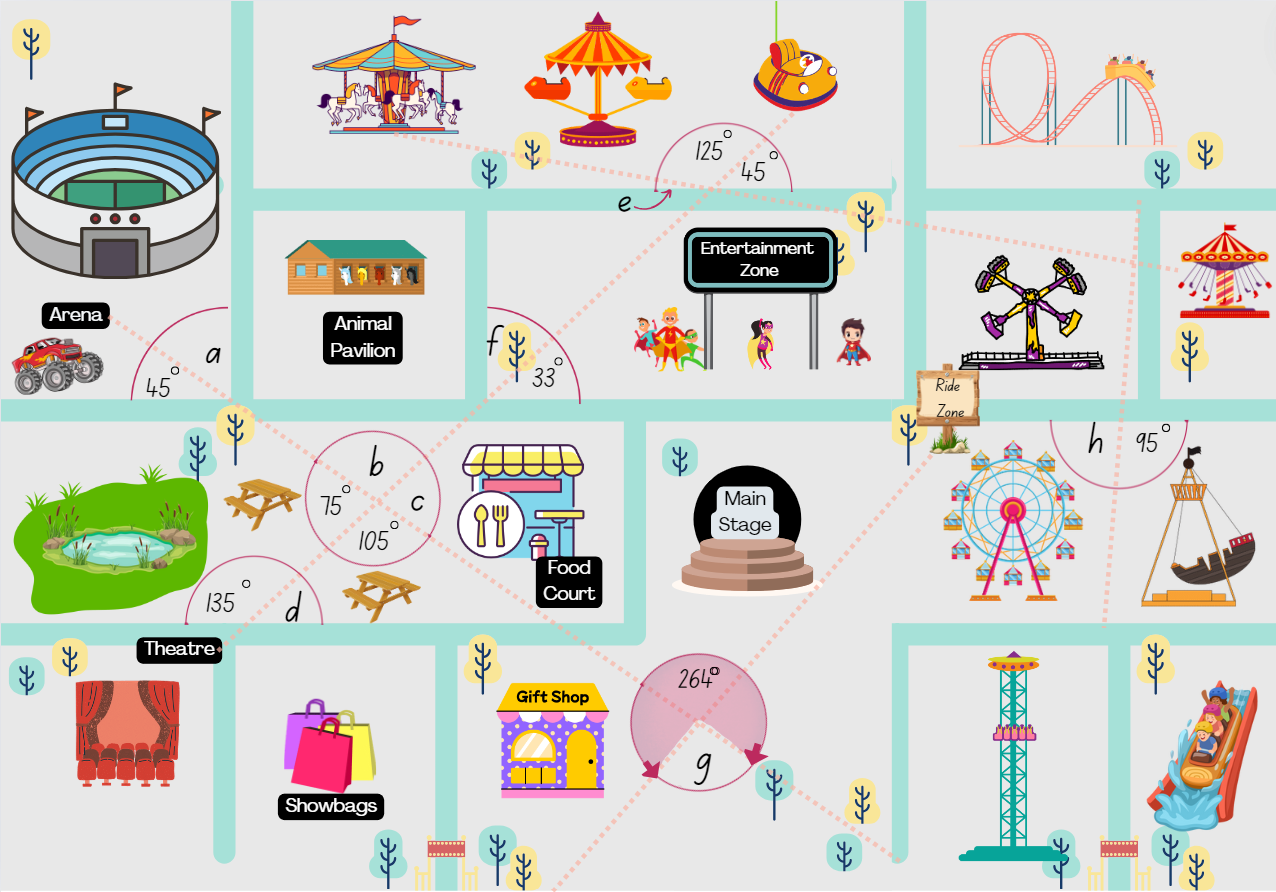 125°
45°
e
Entertainment
Zone
Arena
Animal
Pavilion
a
45°
f
33°
Ride
Zone
b
75°
c
105°
h
95°
Main
Stage
Food
Court
135°
d
Theatre
264°
g
Gift Shop
Showbags